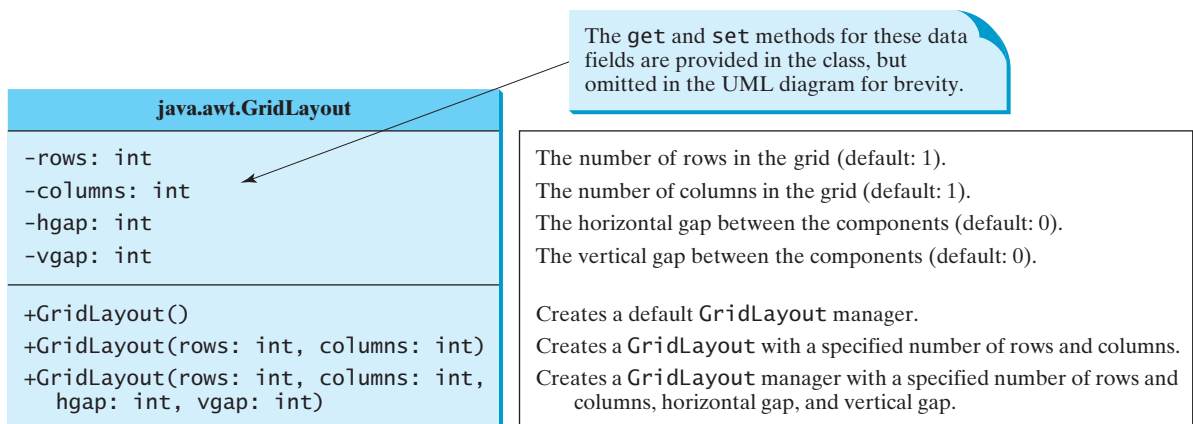 The get and set methods for these data
fields are provided in the class, but
omitted in the UML diagram for brevity.
java.awt.GridLayout
-rows: int
-columns: int
-hgap: int
-vgap: int
The number of rows in the grid (default: 1).
The number of columns in the grid (default: 1).
The horizontal gap between the components (default: 0).
The vertical gap between the components (default: 0).
+GridLayout()
+GridLayout(rows: int, columns: int)
+GridLayout(rows: int, columns: int,
hgap: int, vgap: int)
Creates a default GridLayout manager.
Creates a GridLayout with a specified number of rows and columns.
Creates a GridLayout manager with a specified number of rows and
columns, horizontal gap, and vertical gap.